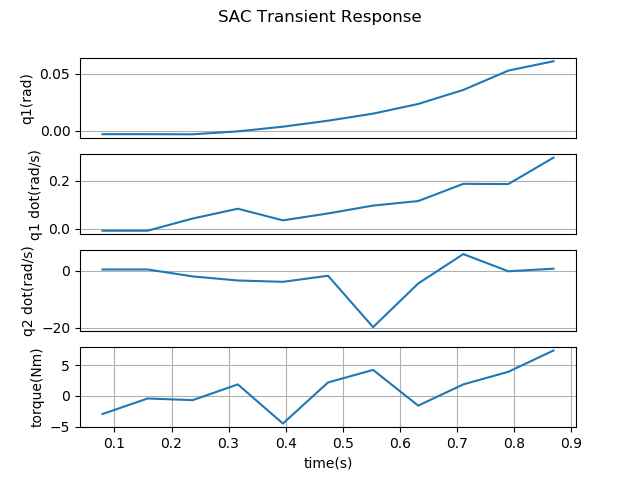 SAC Transient Response
q1(rad)
0.05
0.00
q1 dot(rad/s)
0.2
0.0
q2 dot(rad/s)
0
−20
torque(Nm)
5
0
−5
0.1 0.2 0.3 0.4 0.5 0.6 0.7 0.8 0.9
time(s)